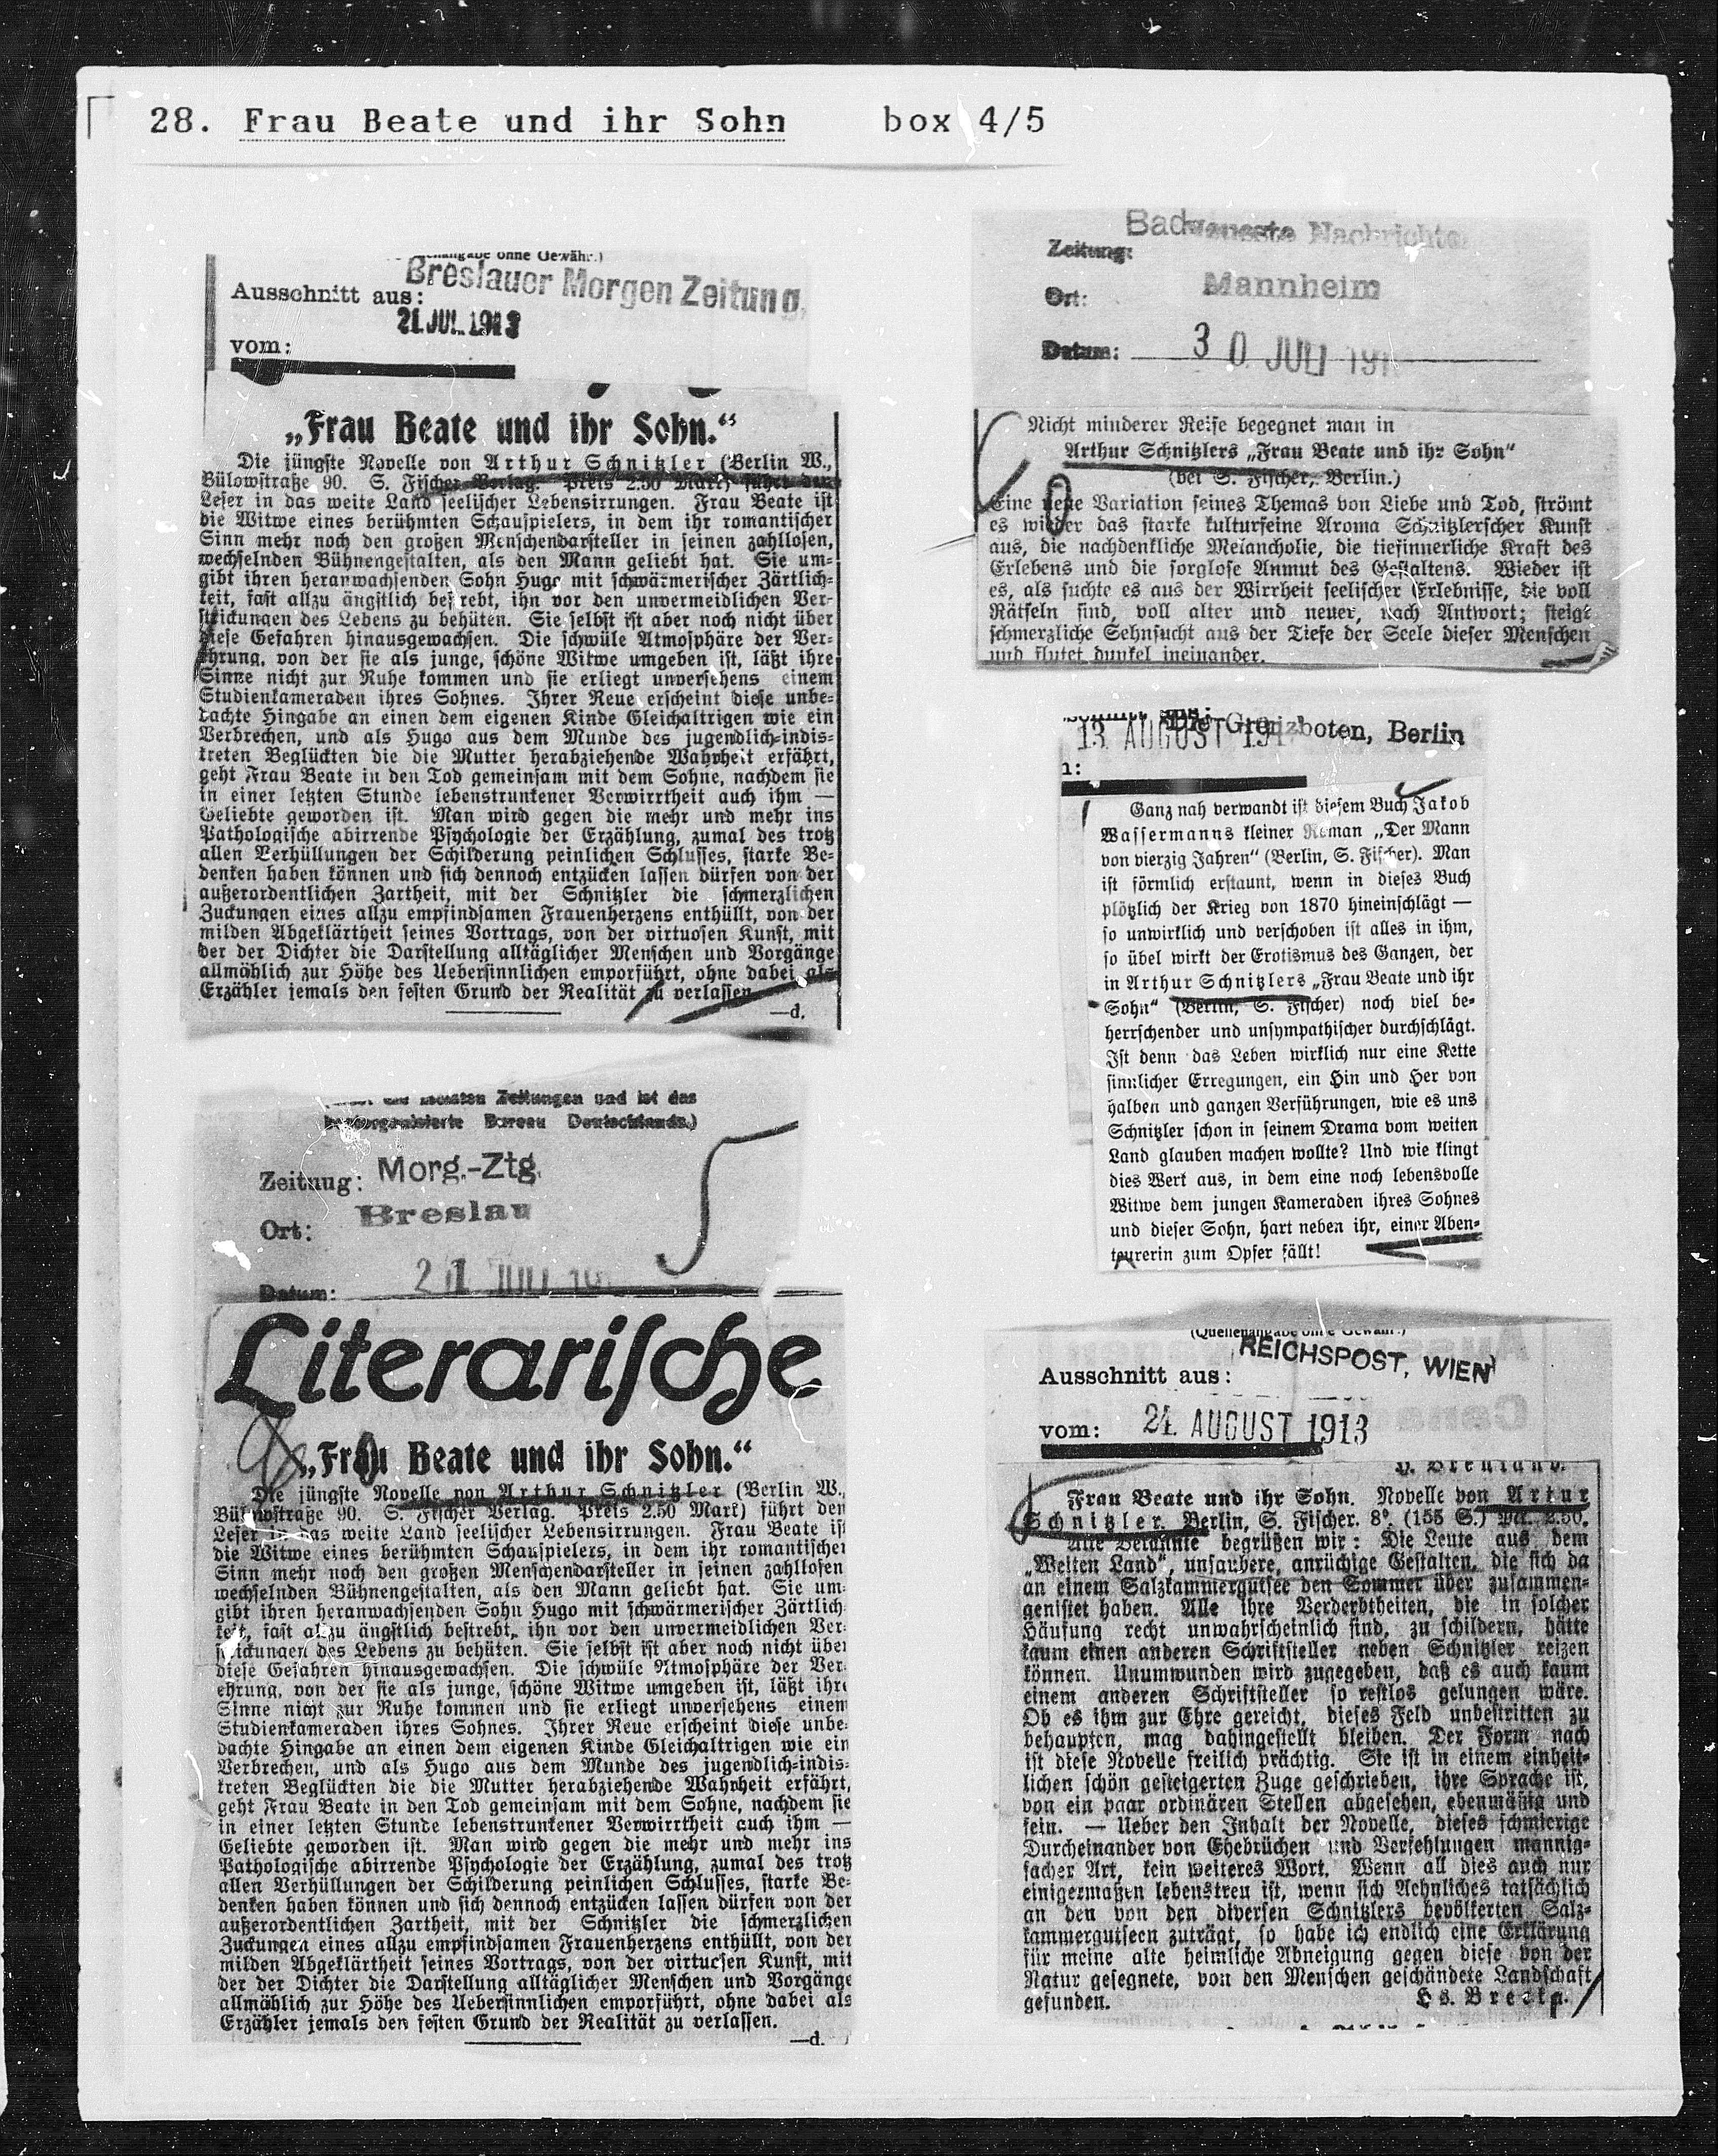 28. Frau Beate und ihr Sohn box 4/5
ohne Gewähr.)
Ausschnitt aus: Breslauer Morgen Zeitung,
21. JUL. 1913
vom:
„Frau Beate und ihr Sohn.“
Die jüngste Novelle von Arthur Schnitzler (Berlin W.,
Bülowstraße 90. S. Fischer Verlag. Preis 2.50 Mark) führt den
Leser in das weite Land seelischer Lebensirrungen. Frau Beate ist
die Witwe eines berühmten Schauspielers, in dem ihr romantischer
Sinn mehr noch den großen Menschendarsteller in seinen zahllosen,
wechselnden Bühnengestalten, als den Mann geliebt hat. Sie um-
gibt ihren heranwachsenden Sohn Hugo mit schwärmerischer Zärtlich-
keit, fast allzu ängstlich bestrebt, ihn vor den unvermeidlichen Ver-
strickungen des Lebens zu behüten. Sie selbst ist aber noch nicht über
diese Gefahren hinausgewachsen. Die schwüle Atmosphäre der Ver-
ehrung, von der sie als junge, schöne Witwe umgeben ist, läßt ihre
Sinne nicht zur Ruhe kommen und sie erliegt unversehens einem
Studienkameraden ihres Sohnes. Ihrer Reue erscheint diese unbe-
dachte Hingabe an einen dem eigenen Kinde Gleichaltrigen wie ein
Verbrechen, und als Hugo aus dem Munde des jugendlich-indis-
kreten Beglückten die die Mutter herabziehende Wahrheit erfährt,
geht Frau Beate in den Tod gemeinsam mit dem Sohne, nachdem sie
in einer letzten Stunde lebenstrunkener Verwirrtheit auch ihm —
Geliebte geworden ist. Man wird gegen die mehr und mehr ins
Pathologische abirrende Psychologie der Erzählung, zumal des trotz
allen Verhüllungen der Schilderung peinlichen Schlusses, starke Be-
denken haben können und sich dennoch entzücken lassen dürfen von der
außerordentlichen Zartheit, mit der Schnitzler die schmerzlichen
Zuckungen eines allzu empfindsamen Frauenherzens enthüllt, von der
milden Abgeklärtheit seines Vortrags, von der virtuosen Kunst, mit
der der Dichter die Darstellung alltäglicher Menschen und Vorgänge
allmählich zur Höhe des Uebersinnlichen emporführt, ohne dabei als
Erzähler jemals den festen Grund der Realität zu verlassen.
—d.
meisten Zeitungen und ist das
Bureau Deutschlands.)
Zeitung: Morg.-Ztg.
Ort: Breslau
Datum: 21 JULI 19
Literarische
„Frau Beate und ihr Sohn.“
Die jüngste Novelle von Arthur Schnitzler (Berlin W.,
Bülowstraße 90. S. Fischer Verlag. Preis 2.50 Mark) führt den
Leser in das weite Land seelischer Lebensirrungen. Frau Beate ist
die Witwe eines berühmten Schauspielers, in dem ihr romantischer
Sinn mehr noch den großen Menschendarsteller in seinen zahllosen
wechselnden Bühnengestalten, als den Mann geliebt hat. Sie um-
gibt ihren heranwachsenden Sohn Hugo mit schwärmerischer Zärtlich-
keit, fast allzu ängstlich bestrebt, ihn vor den unvermeidlichen Ver-
strickungen des Lebens zu behüten. Sie selbst ist aber noch nicht über
diese Gefahren hinausgewachsen. Die schwüle Atmosphäre der Ver-
ehrung, von der sie als junge, schöne Witwe umgeben ist, läßt ihre
Sinne nicht zur Ruhe kommen und sie erliegt unversehens einem
Studienkameraden ihres Sohnes. Ihrer Reue erscheint diese unbe-
dachte Hingabe an einen dem eigenen Kinde Gleichaltrigen wie ein
Verbrechen, und als Hugo aus dem Munde des jugendlich-indis-
kreten Beglückten die die Mutter herabziehende Wahrheit erfährt,
geht Frau Beate in den Tod gemeinsam mit dem Sohne, nachdem sie
in einer letzten Stunde lebenstrunkener Verwirrtheit auch ihm —
Geliebte geworden ist. Man wird gegen die mehr und mehr ins
Pathologische abirrende Psychologie der Erzählung, zumal des trotz
allen Verhüllungen der Schilderung peinlichen Schlusses, starke Be-
denken haben können und sich dennoch entzücken lassen dürfen von der
außerordentlichen Zartheit, mit der Schnitzler die schmerzlichen
Zuckungen eines allzu empfindsamen Frauenherzens enthüllt, von der
milden Abgeklärtheit seines Vortrags, von der virtuosen Kunst, mit
der der Dichter die Darstellung alltäglicher Menschen und Vorgänge
allmählich zur Höhe des Uebersinnlichen emporführt, ohne dabei als
Erzähler jemals den festen Grund der Realität zu verlassen.
—d.
Bad. Neueste Nachrichten
Zeitung:
Ort: Mannheim
Datum: 30 JULI 191
Nicht minderer Reife begegnet man in
Arthur Schnitzlers „Frau Beate und ihr Sohn“
(bei S. Fischer, Berlin.)
Eine neue Variation seines Themas von Liebe und Tod, strömt
es wieder das starke kulturfeine Aroma Schnitzlerscher Kunst
aus, die nachdenkliche Melancholie, die tiefinnerliche Kraft des
Erlebens und die sorglose Anmut des Gestaltens. Wieder ist
es, als suchte es aus der Wirrheit seelischer Erlebnisse, die voll
Rätseln sind, voll alter und neuer, nach Antwort; steigt
schmerzliche Sehnsucht aus der Tiefe der Seele dieser Menschen
und flutet dunkel ineinander.
Die Grenzboten, Berlin
13. AUGUST 191
Ganz nah verwandt ist diesem Buch Jakob
Wassermanns kleiner Roman „Der Mann
von vierzig Jahren“ (Berlin, S. Fischer). Man
ist förmlich erstaunt, wenn in dieses Buch
plötzlich der Krieg von 1870 hineinschlägt —
so unwirklich und verschoben ist alles in ihm,
so übel wirkt der Erotismus des Ganzen, der
in Arthur Schnitzlers „Frau Beate und ihr
Sohn“ (Berlin, S. Fischer) noch viel be-
herrschender und unsympathischer durchschlägt.
Ist denn das Leben wirklich nur eine Kette
sinnlicher Erregungen, ein Hin und Her von
halben und ganzen Verführungen, wie es uns
Schnitzler schon in seinem Drama vom weiten
Land glauben machen wollte? Und wie klingt
dies Werk aus, in dem eine noch lebensvolle
Witwe dem jungen Kameraden ihres Sohnes
und dieser Sohn, hart neben ihr, einer Aben-
teurerin zum Opfer fällt!
(Quellenangabe ohne Gewähr.)
Ausschnitt aus: REICHSPOST, WIEN
vom: 24. AUGUST 1913
Frau Beate und ihr Sohn. Novelle von Artur
Schnitzler. Berlin, S. Fischer. 8°. (155 S.) Mk. 2.50.
Alte Bekannte begrüßen wir: Die Leute aus dem
„Weiten Land“, unsaubere, anrüchige Gestalten, die sich da
an einem Salzkammergutsee den Sommer über zusammen-
genistet haben. Alle ihre Verderbtheiten, die in solcher
Häufung recht unwahrscheinlich sind, zu schildern, hätte
kaum einen anderen Schriftsteller neben Schnitzler reizen
können. Unumwunden wird zugegeben, daß es auch kaum
einem anderen Schriftsteller so restlos gelungen wäre.
Ob es ihm zur Ehre gereicht, dieses Feld unbestritten zu
behaupten, mag dahingestellt bleiben. Der Form nach
ist diese Novelle freilich prächtig. Sie ist in einem einheit-
lichen schön gesteigerten Zuge geschrieben, ihre Sprache ist,
von ein paar ordinären Stellen abgesehen, ebenmäßig und
fein. — Ueber den Inhalt der Novelle, dieses schmierige
Durcheinander von Ehebrüchen und Verfehlungen mannig-
facher Art, kein weiteres Wort. Wenn all dies auch nur
einigermaßen lebenstreu ist, wenn sich Aehnliches tatsächlich
an den von den diversen Schnitzlers bevölkerten Salz-
kammergutseen zuträgt, so habe ich endlich eine Erklärung
für meine alte heimliche Abneigung gegen diese von der
Natur gesegnete, von den Menschen geschändete Landschaft
gefunden. Hs. Brecka.